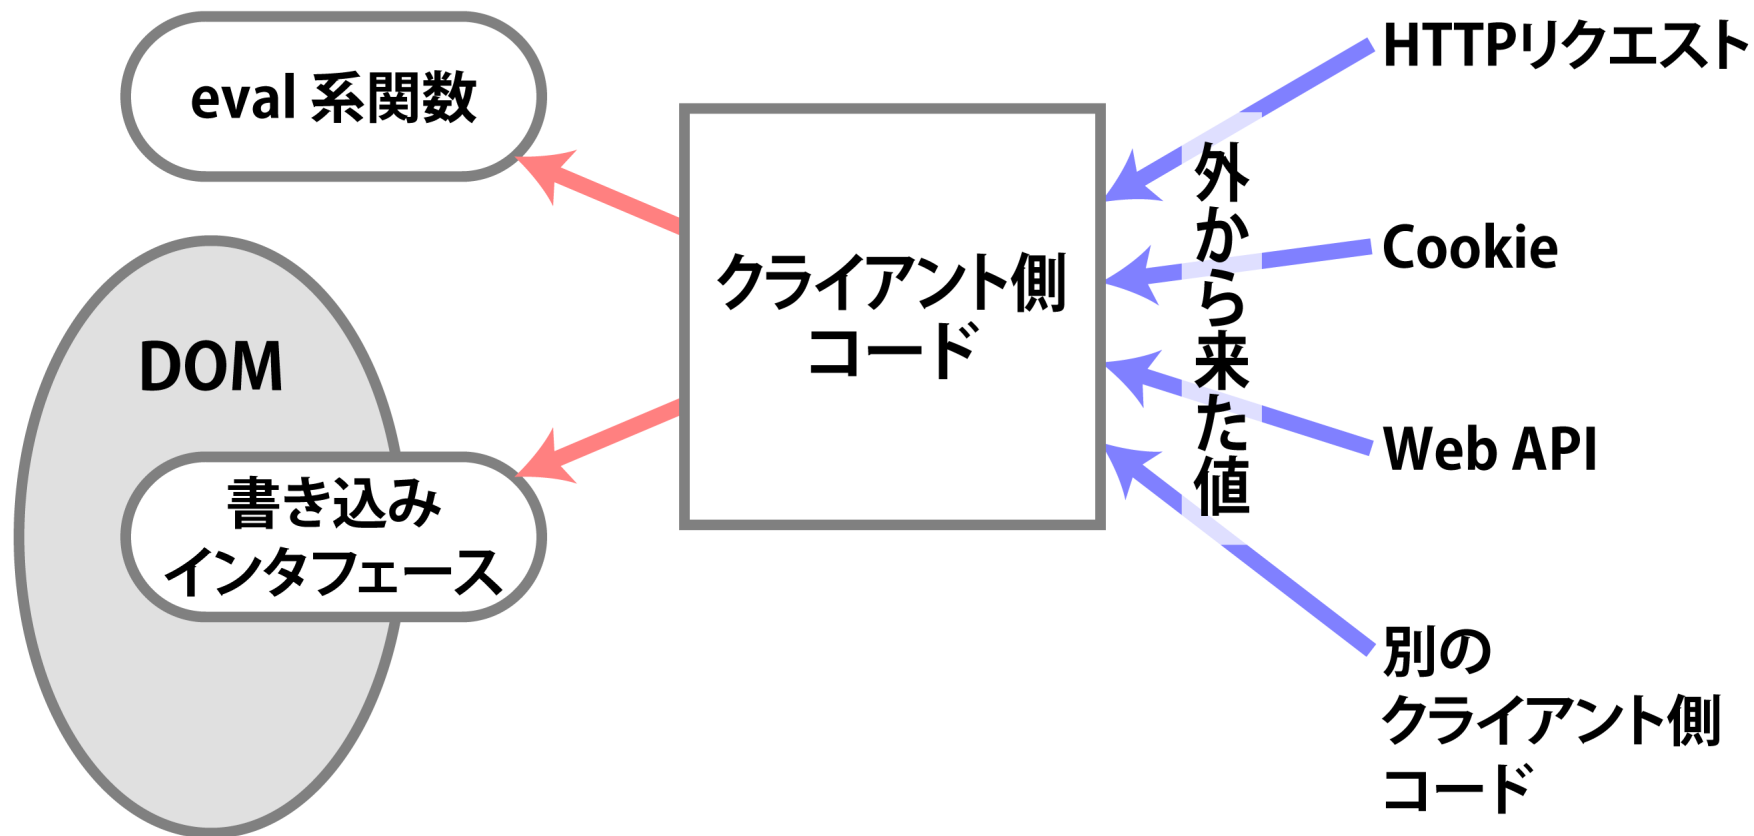 eval 系関数
DOM
書き込み
インタフェース
クライアント側
コード
外から来た値
HTTPリクエスト
Cookie
Web API
別の
クライアント側
コード